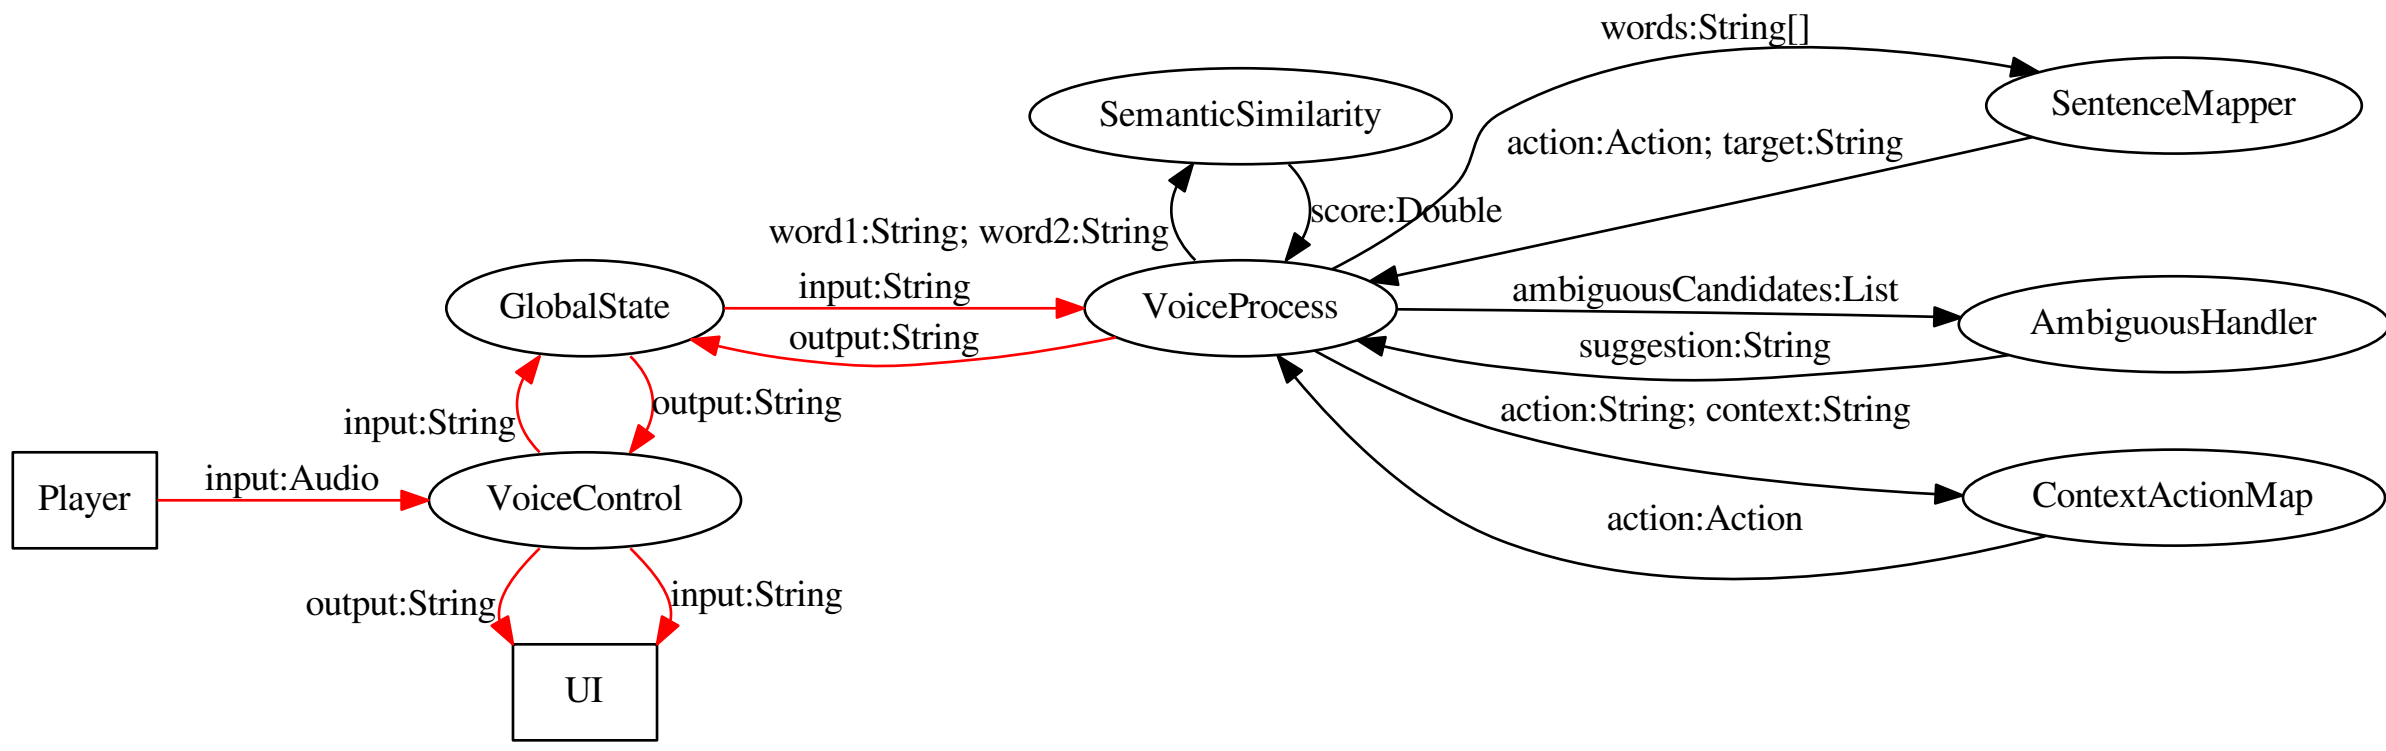 words:String[]
SentenceMapper
SemanticSimilarity
action:Action; target:String
score:Double
word1:String; word2:String
GlobalState
input:String
VoiceProcess
ambiguousCandidates:List
AmbiguousHandler
output:String
suggestion:String
input:String
output:String
action:String; context:String
Player
input:Audio
VoiceControl
ContextActionMap
action:Action
output:String
input:String
UI